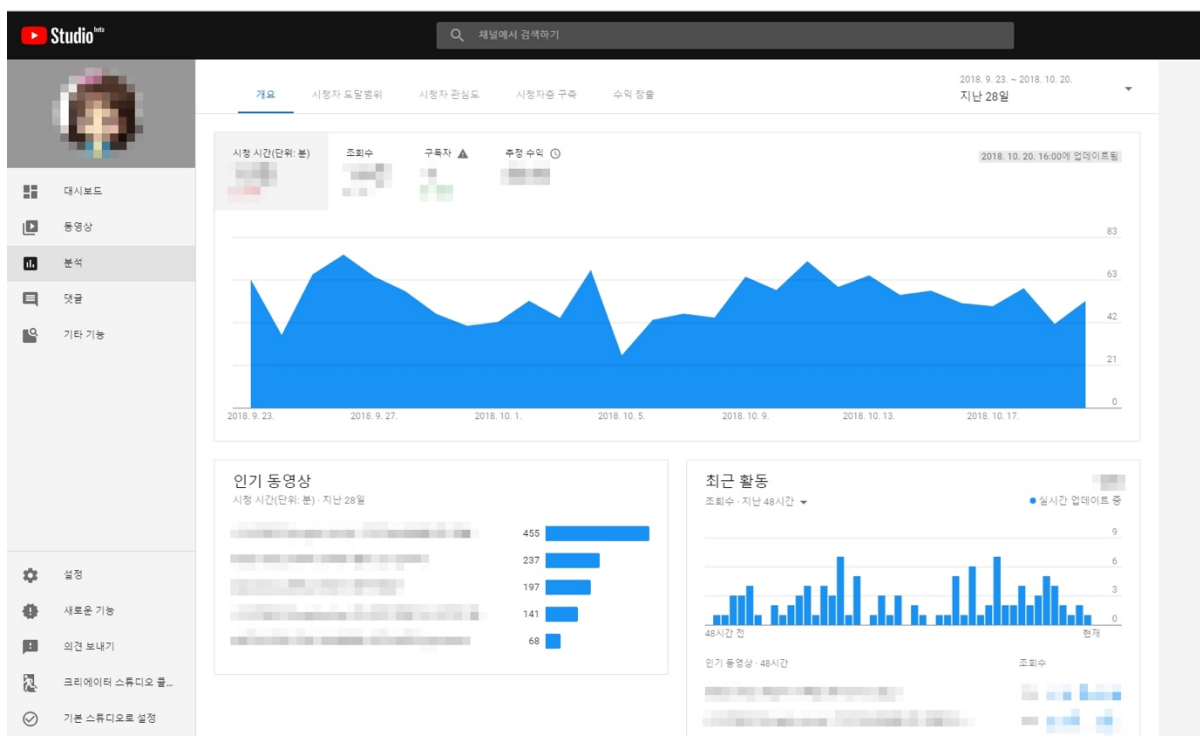 Studio beta
채널에서 검색하기
대시보드
동영상
분석
댓글
기타 기능
설정
새로운 기능
의견 보내기
크리에이터 스튜디오 클...
기본 스튜디오로 설정
개요 시청자 도달범위 시청자 관심도 시청자층 구축 수익 창출
2018. 9. 23. ~ 2018. 10. 20.
지난 28일
시청 시간(단위: 분) 조회수 구독자 추정 수익
2018. 10. 20. 16:00에 업데이트됨
83
63
42
21
0
2018. 9. 23. 2018. 9. 27. 2018. 10. 1. 2018. 10. 5. 2018. 10. 9. 2018. 10. 13. 2018. 10. 17.
인기 동영상
시청 시간(단위: 분) · 지난 28일
455
237
197
141
68
최근 활동
조회수 · 지난 48시간
실시간 업데이트 중
9
6
3
0
48시간 전 현재
인기 동영상 · 48시간 조회수